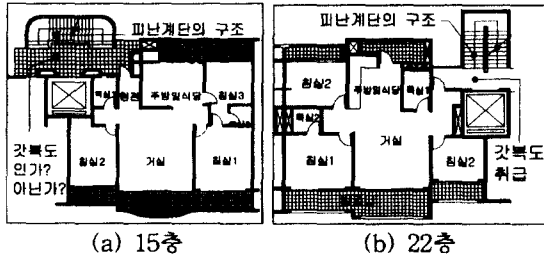 피난계단의 구조
욕실
현관
주방및식당
침실3
갓복도
인가?
아닌가?
침실2
거실
침실1
(a) 15층
피난계단의 구조
침실2
주방및식당
욕실1
욕실2
거실
침실1
침실2
갓복도
취급
(b) 22층